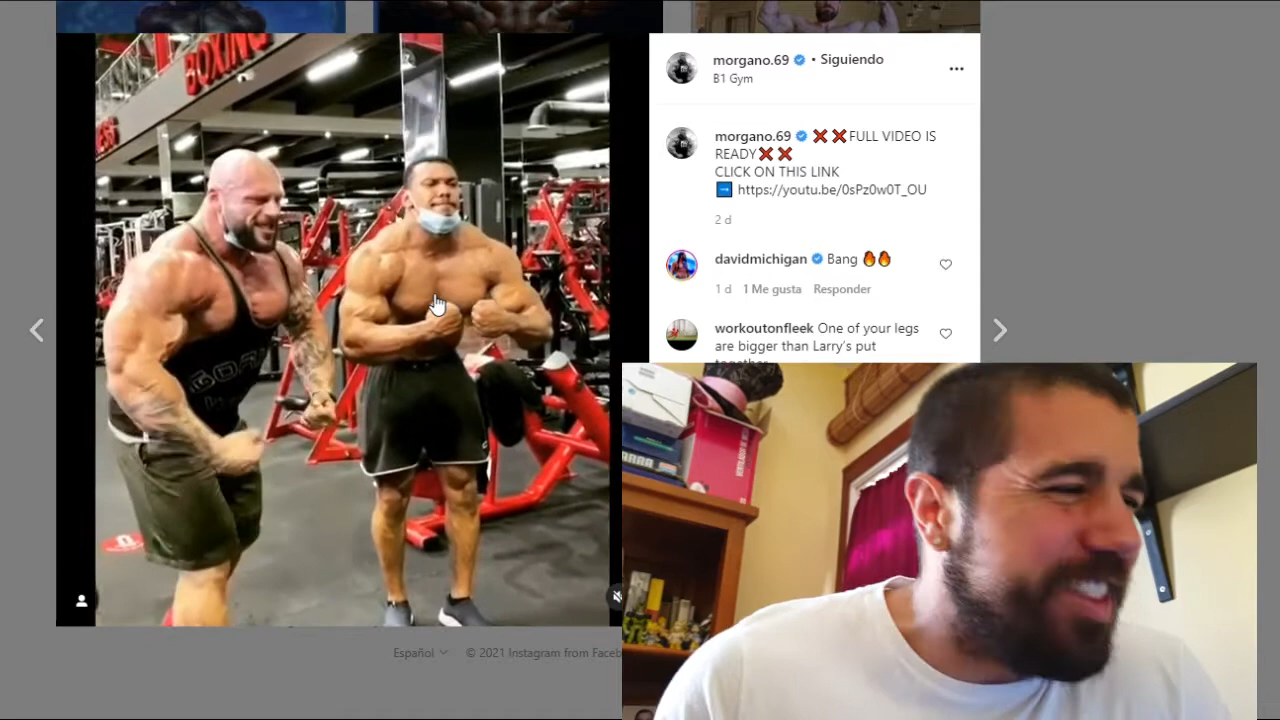 BOXING
morgano.69 • Siguiendo
B1 Gym
morgano.69 ❌ ❌FULL VIDEO IS
READY❌ ❌
CLICK ON THIS LINK
➡ https://youtu.be/0sPz0w0T_OU
2 d
davidmichigan Bang 🔥🔥
1 d 1 Me gusta Responder
workoutonfleek One of your legs
are bigger than Larry's put
together
Español
© 2021 Instagram from Faceb